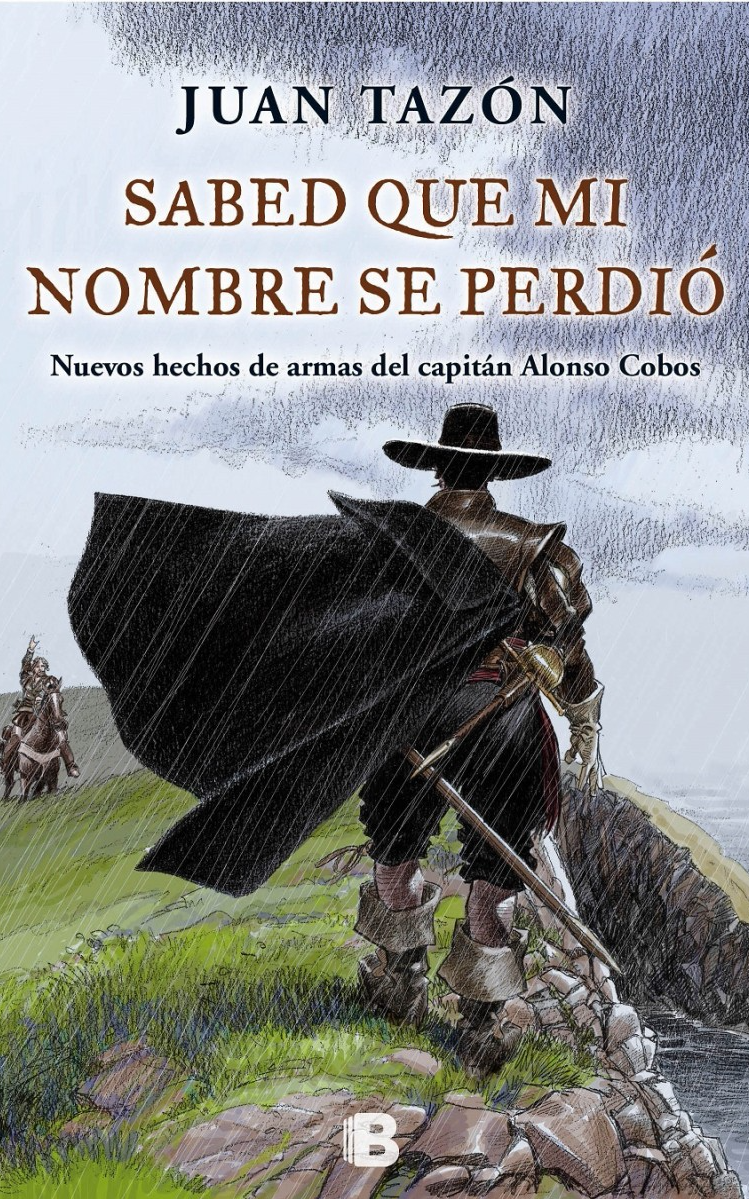 JUAN TAZÓN
SABED QUE MI
NOMBRE SE PERDIÓ
Nuevos hechos de armas del capitán Alonso Cobos
B